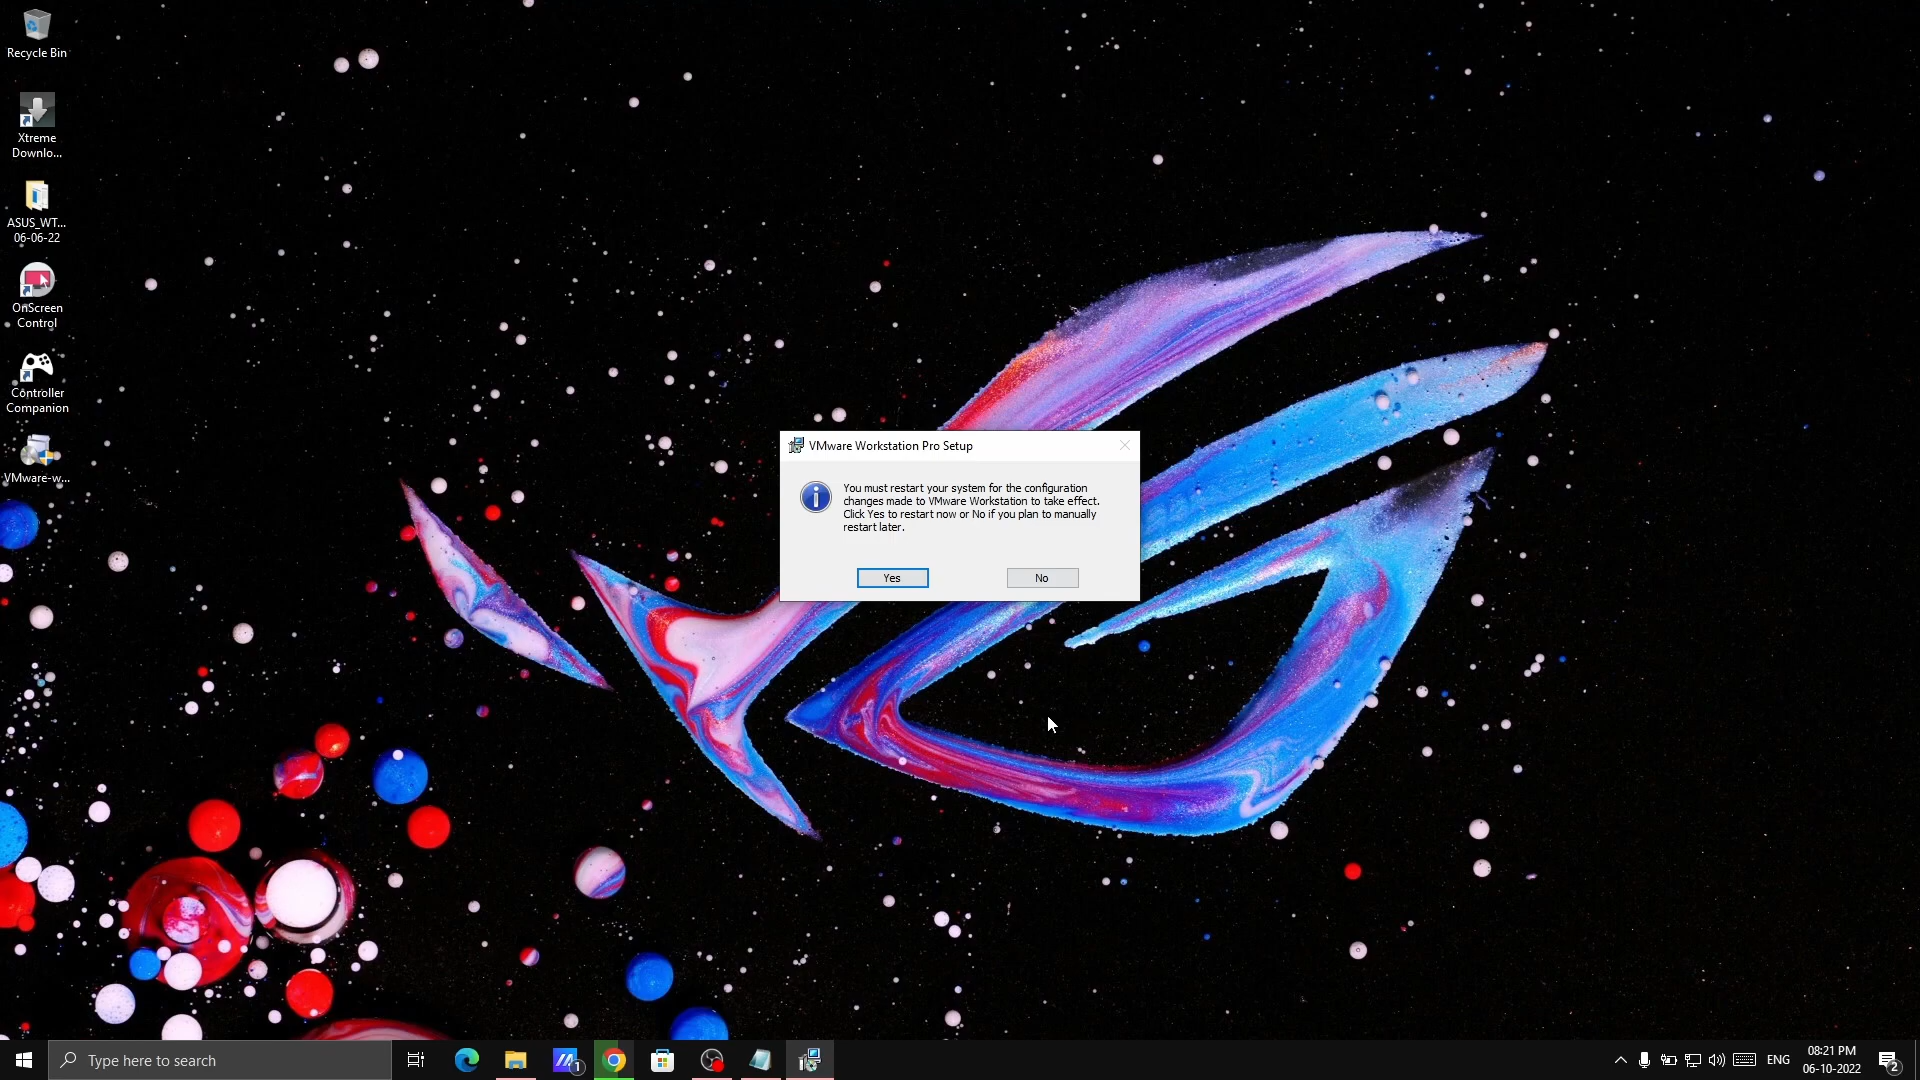 Recycle Bin
Xtreme
Downlo...
ASUS_WT...
06-06-22
OnScreen
Control
Controller
Companion
VMware-w...
VMware Workstation Pro Setup
You must restart your system for the configuration
changes made to VMware Workstation to take effect.
Click Yes to restart now or No if you plan to manually
restart later.
Yes
No
Type here to search
1
ENG
08:21 PM
06-10-2022
2